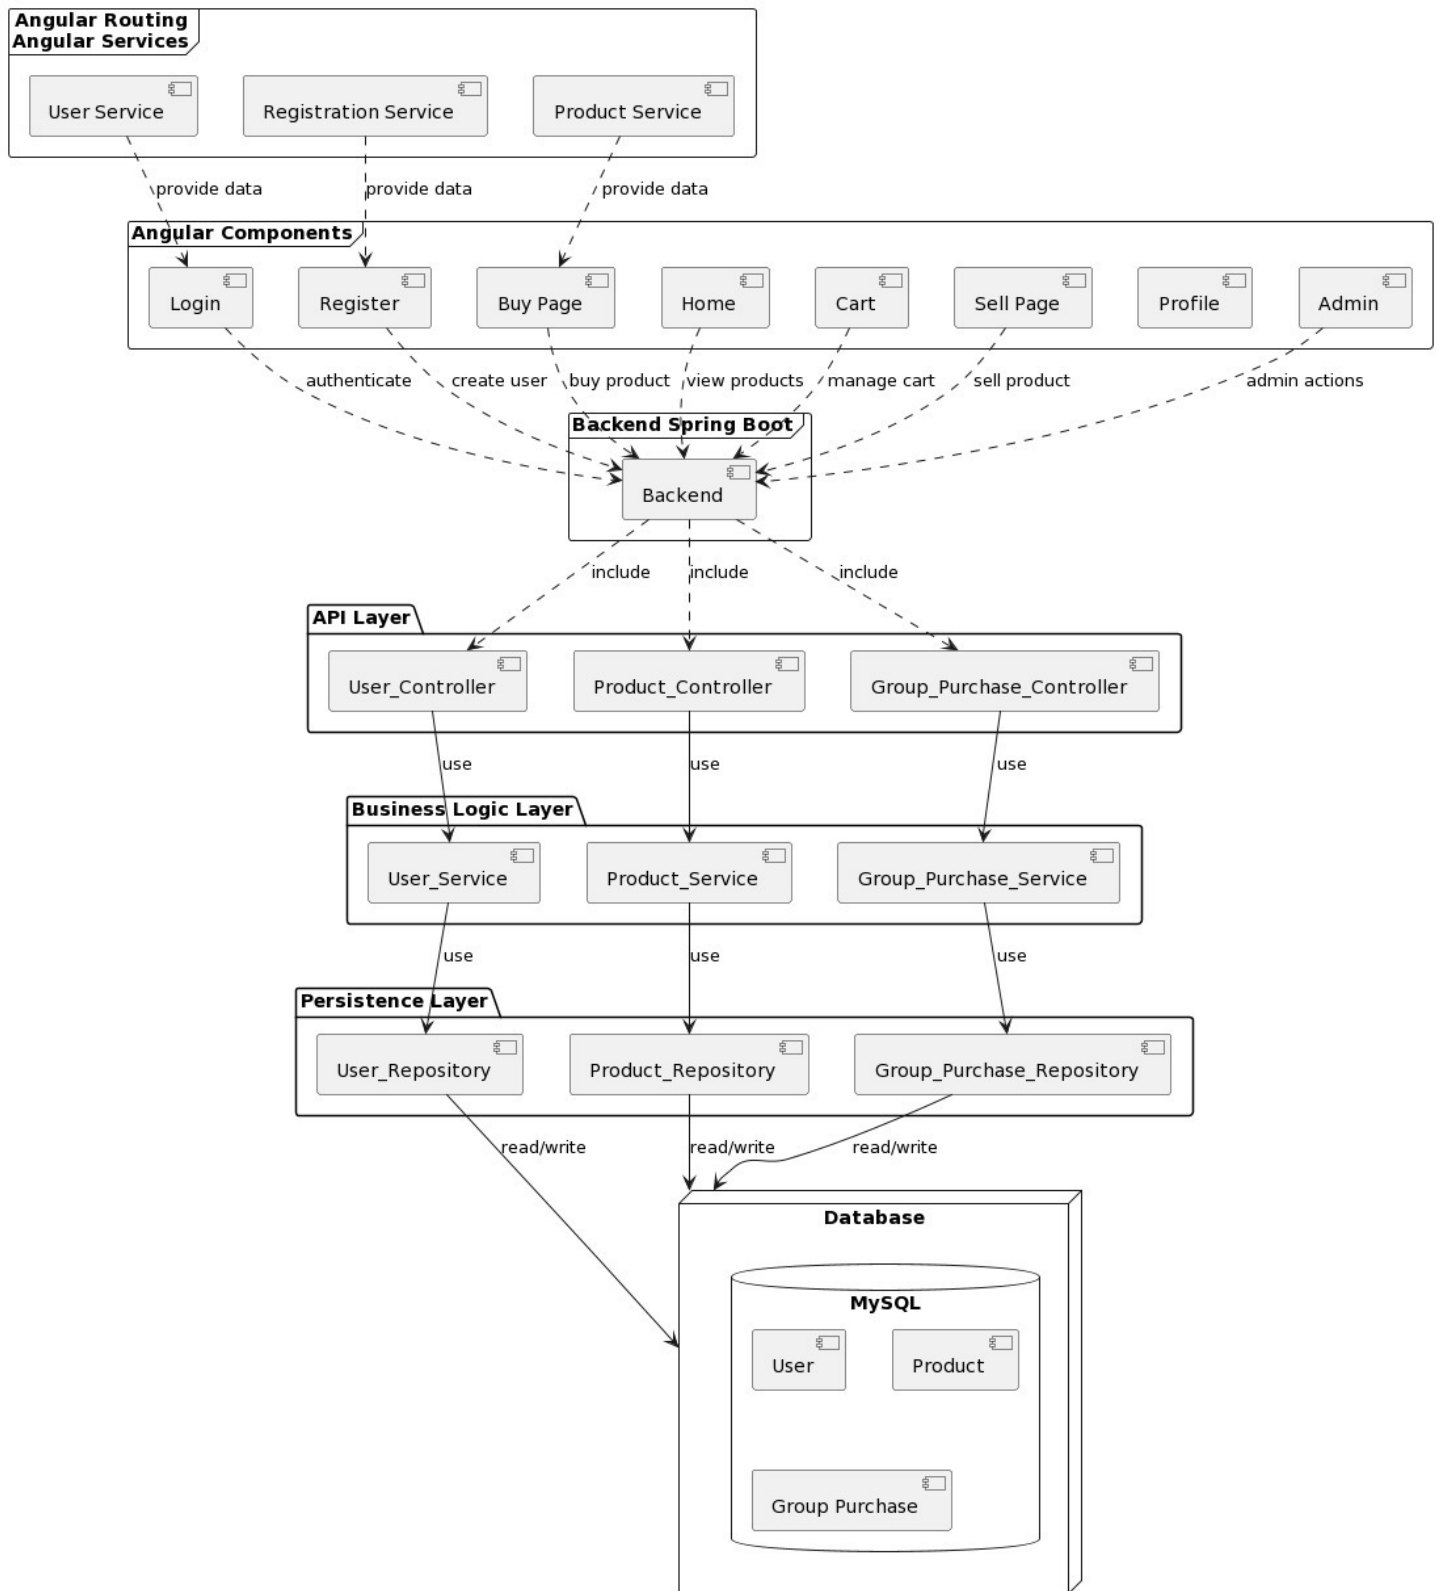 Angular Routing
Angular Services
User Service
Registration Service
Product Service
provide data
provide data
provide data
Angular Components
Login
Register
Buy Page
Home
Cart
Sell Page
Profile
Admin
authenticate
create user
buy product
view products
manage cart
sell product
admin actions
Backend Spring Boot
Backend
include
include
include
API Layer
User_Controller
Product_Controller
Group_Purchase_Controller
use
use
use
Business Logic Layer
User_Service
Product_Service
Group_Purchase_Service
use
use
use
Persistence Layer
User_Repository
Product_Repository
Group_Purchase_Repository
read/write
read/write
read/write
Database
MySQL
User
Product
Group Purchase